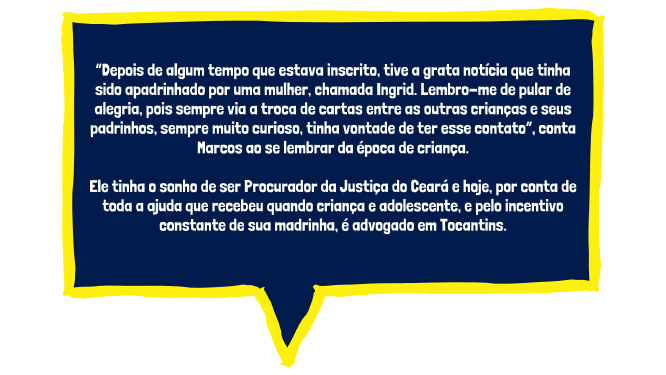 "Depois de algum tempo que estava inscrito, tive a grata notícia que tinha
sido apadrinhado por uma mulher, chamada Ingrid. Lembro-me de pular de
alegria, pois sempre via a troca de cartas entre as outras crianças e seus
padrinhos, sempre muito curioso, tinha vontade de ter esse contato", conta
Marcos ao se lembrar da época de criança.
Ele tinha o sonho de ser Procurador da Justiça do Ceará e hoje, por conta de
toda a ajuda que recebeu quando criança e adolescente, e pelo incentivo
constante de sua madrinha, é advogado em Tocantins.